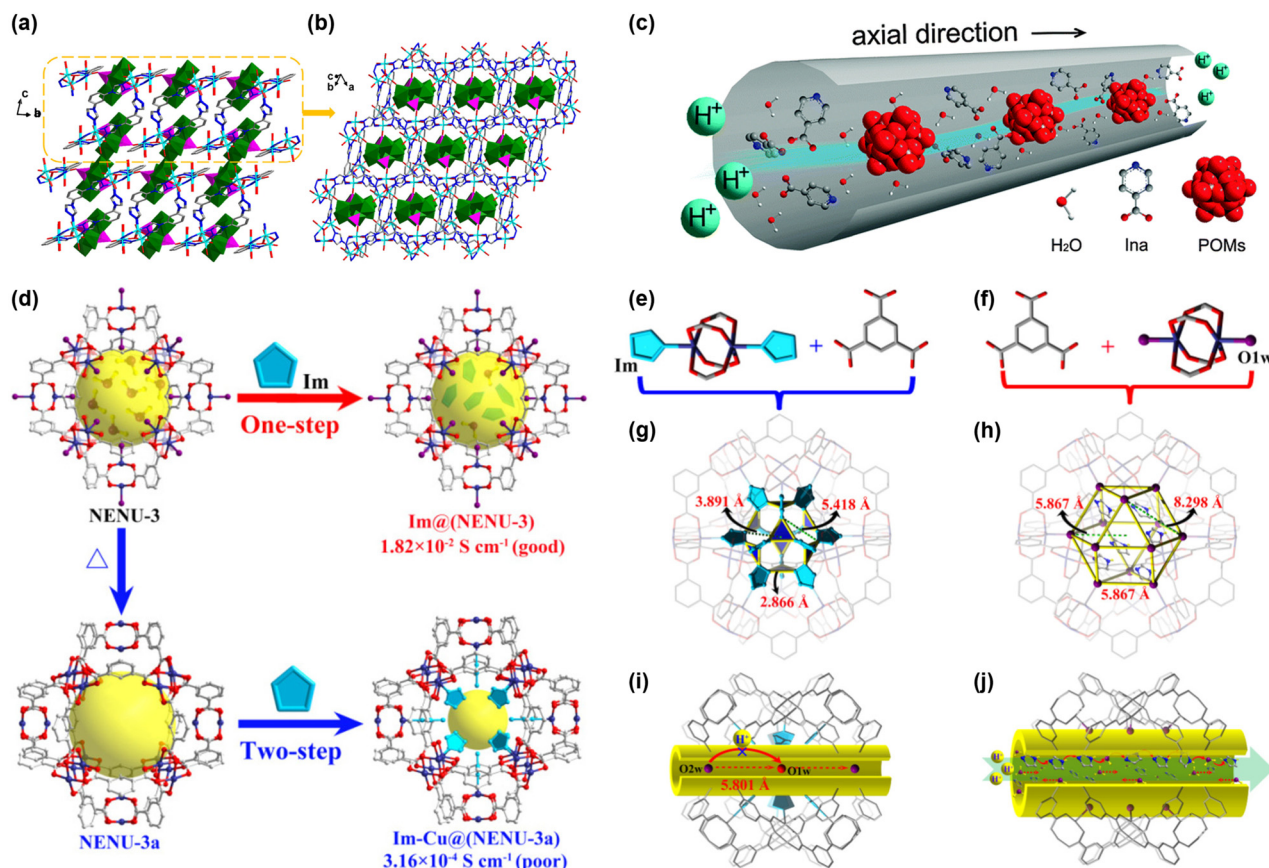 (a)
(b)
(c)
axial direction
c
b
c
b
a
H+
H+
H+
H+
H+
H+
H2O
Ina
POMs
(d)
Im
One-step
NENU-3
Im@(NENU-3)
1.82×10⁻² S cm⁻¹ (good)
△
Two-step
NENU-3a
Im-Cu@(NENU-3a)
3.16×10⁻⁴ S cm⁻¹ (poor)
(e)
Im
+
(f)
+
O1w
(g)
3.891 Å
5.418 Å
2.866 Å
(h)
5.867 Å
8.298 Å
5.867 Å
(i)
H+
O2w
O1w
5.801 Å
(j)
H+
H+
H+